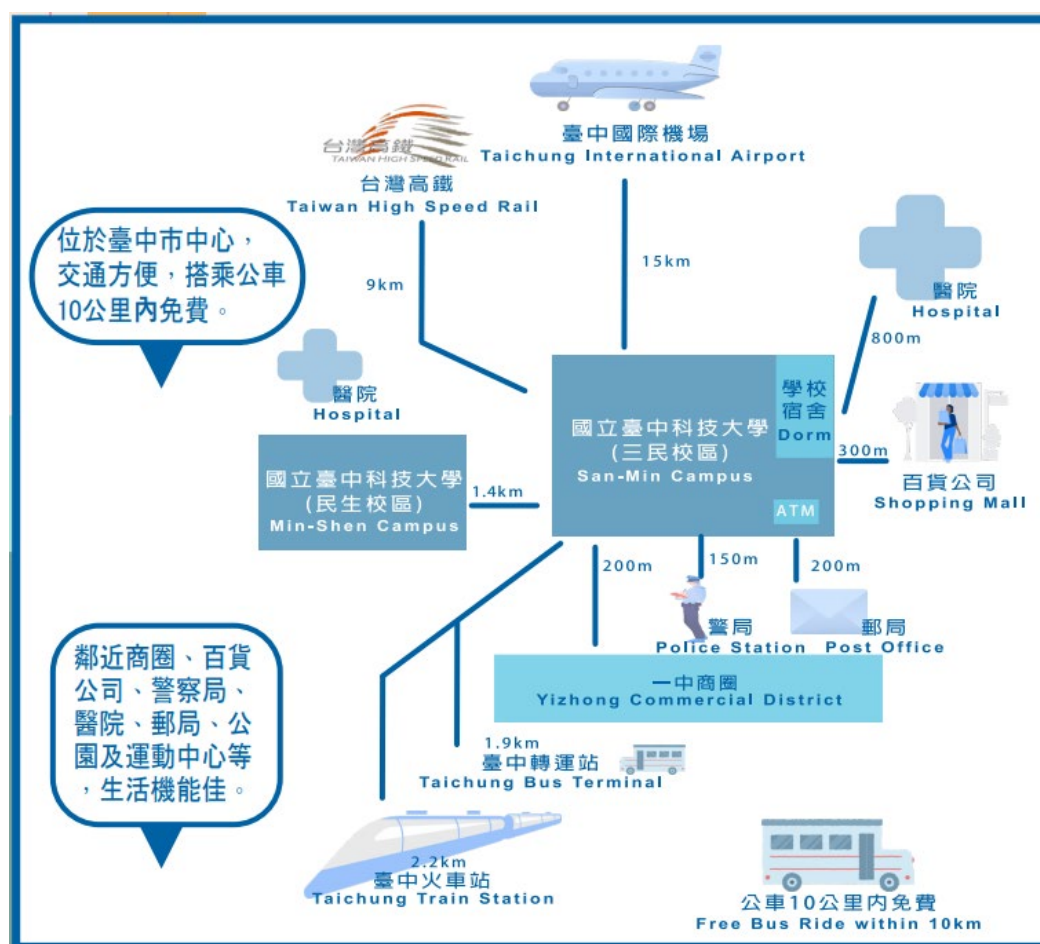 臺中國際機場
Taichung International Airport
台灣高鐵
TAIWAN HIGH SPEED RAIL
台灣高鐵
Taiwan High Speed Rail
位於臺中市中心，
交通方便，搭乘公車
10公里內免費。
9km
15km
醫院
Hospital
800m
醫院
Hospital
學校
宿舍
Dorm
國立臺中科技大學
(三民校區)
San-Min Campus
300m
百貨公司
Shopping Mall
國立臺中科技大學
(民生校區)
Min-Shen Campus
1.4km
ATM
200m
150m
200m
警局
Police Station
郵局
Post Office
一中商圈
Yizhong Commercial District
鄰近商圈、百貨
公司、警察局、
醫院、郵局、公
園及運動中心等
，生活機能佳。
1.9km
臺中轉運站
Taichung Bus Terminal
2.2km
臺中火車站
Taichung Train Station
公車10公里內免費
Free Bus Ride within 10km